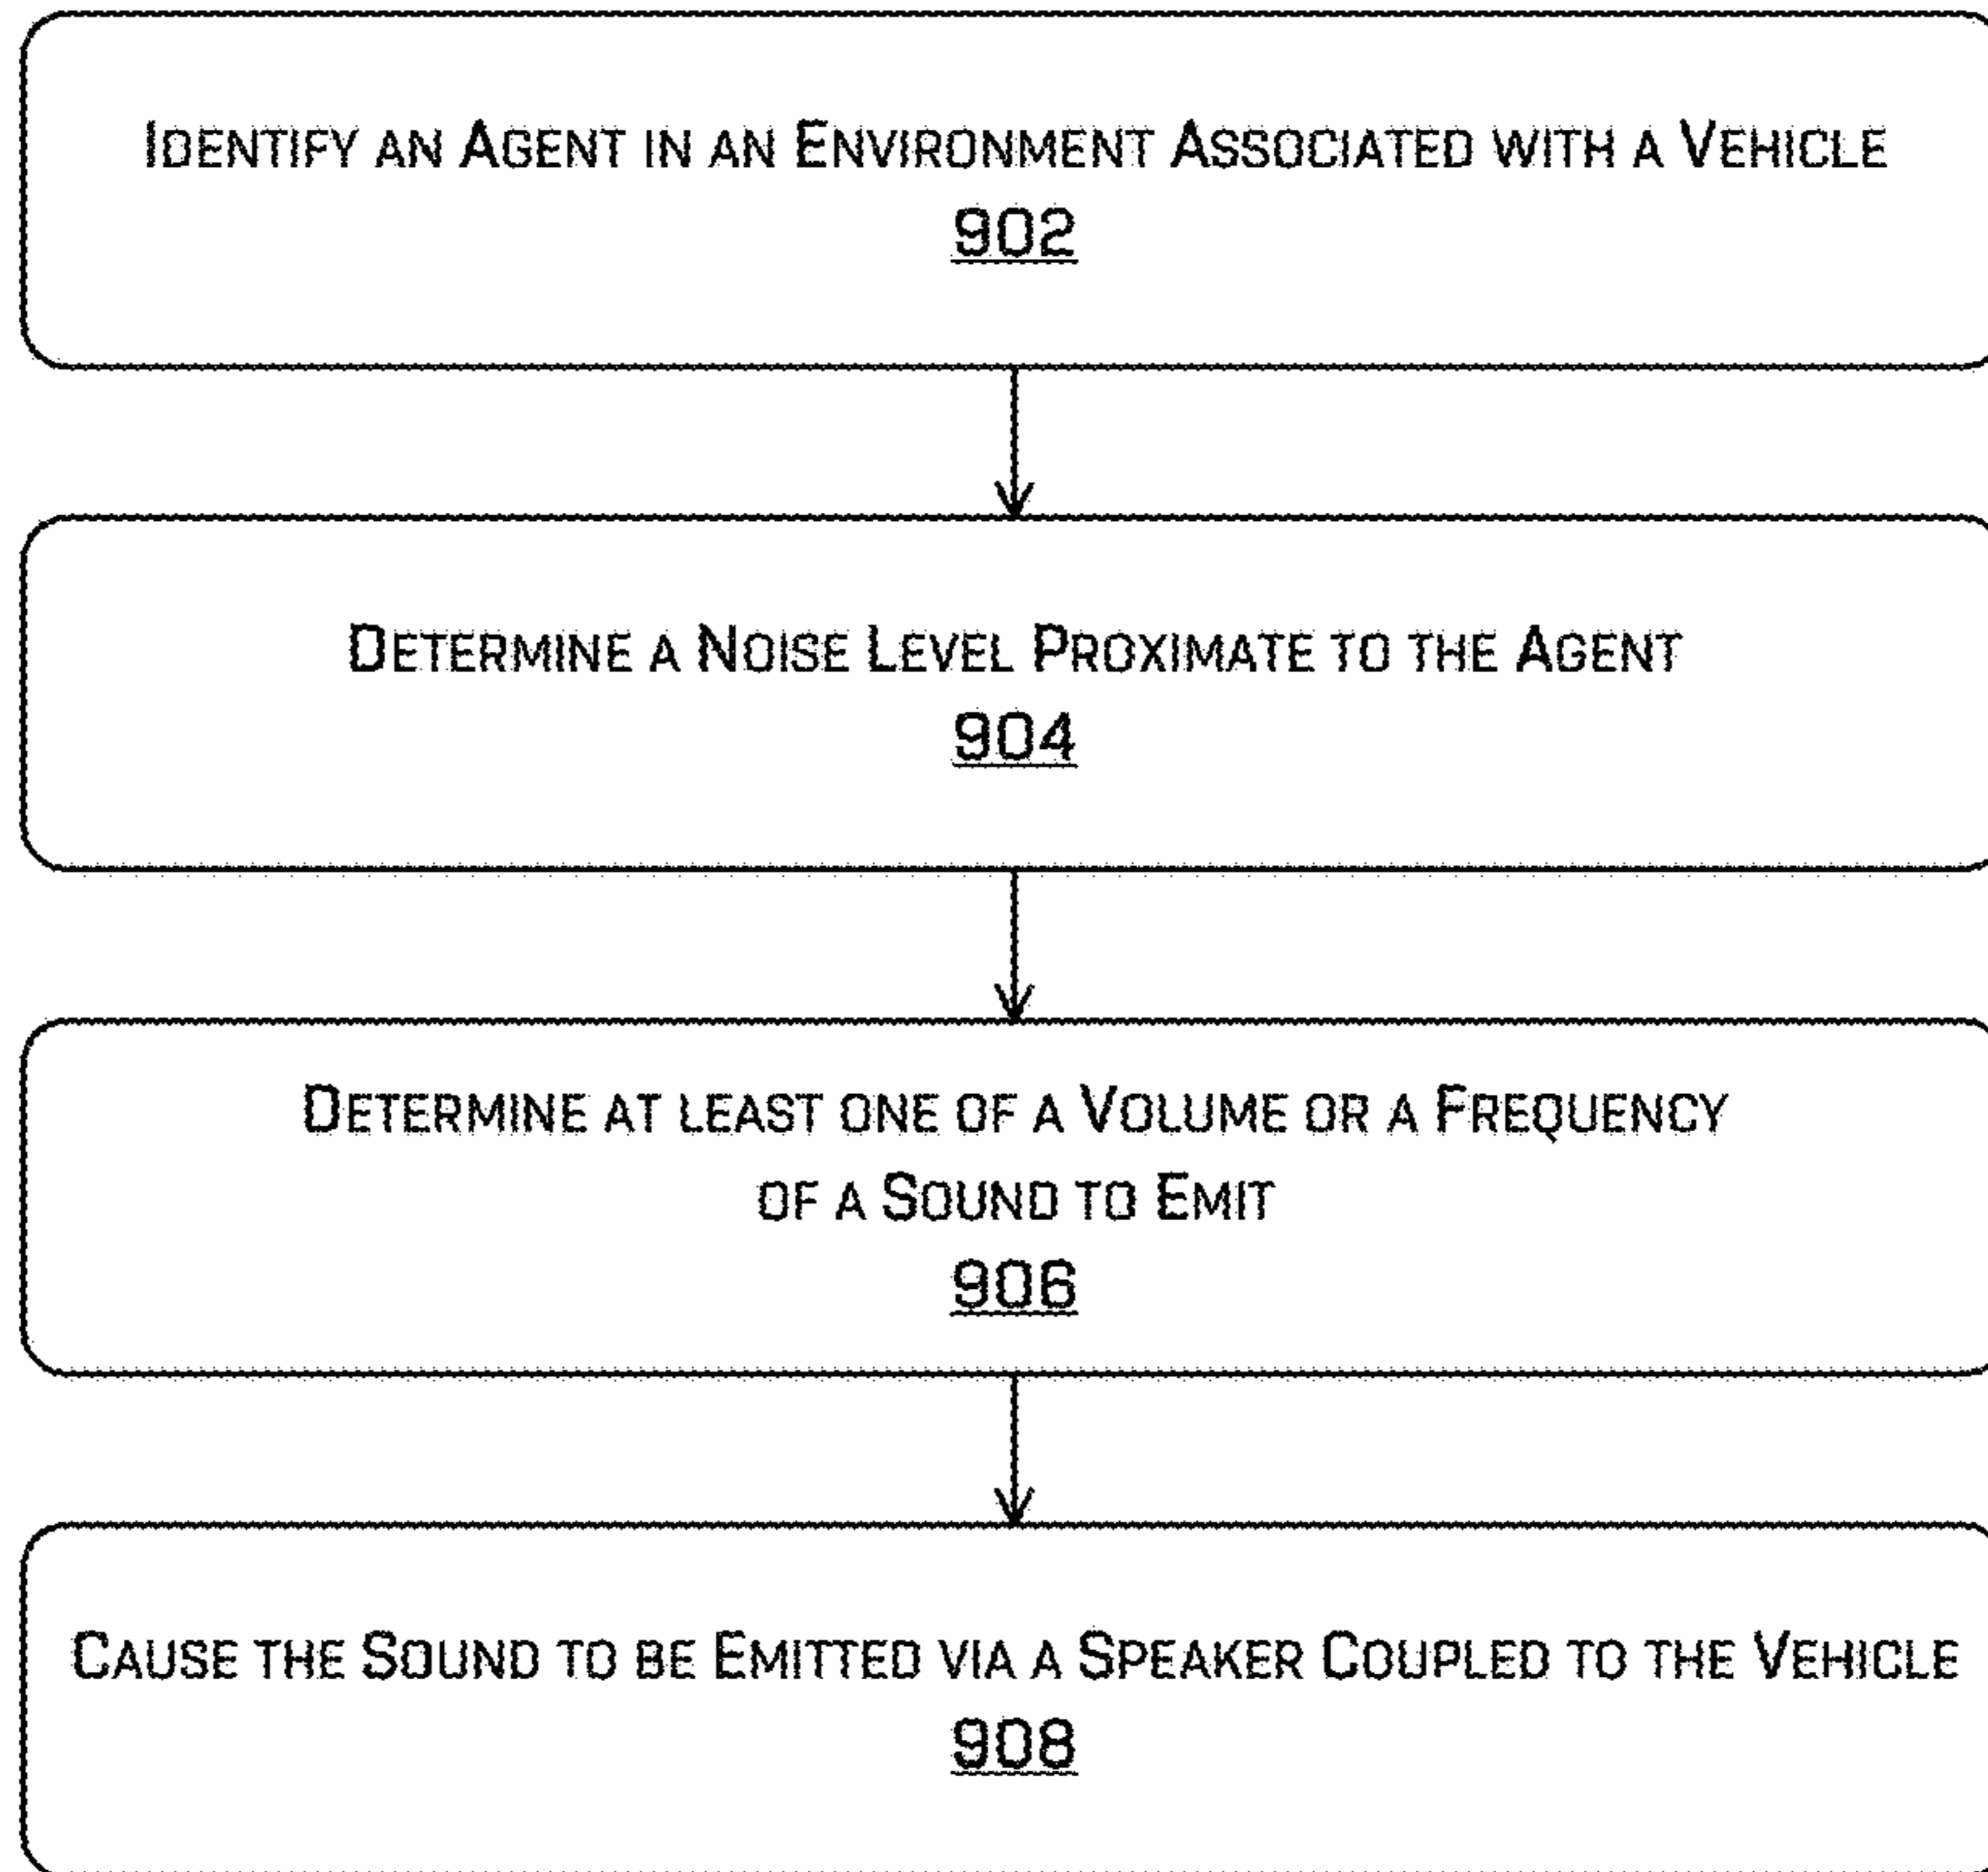 Identify an Agent in an Environment Associated with a Vehicle
902
Determine a Noise Level Proximate to the Agent
904
Determine at least one of a Volume or a Frequency
of a Sound to Emit
906
Cause the Sound to be Emitted via a Speaker Coupled to the Vehicle
908